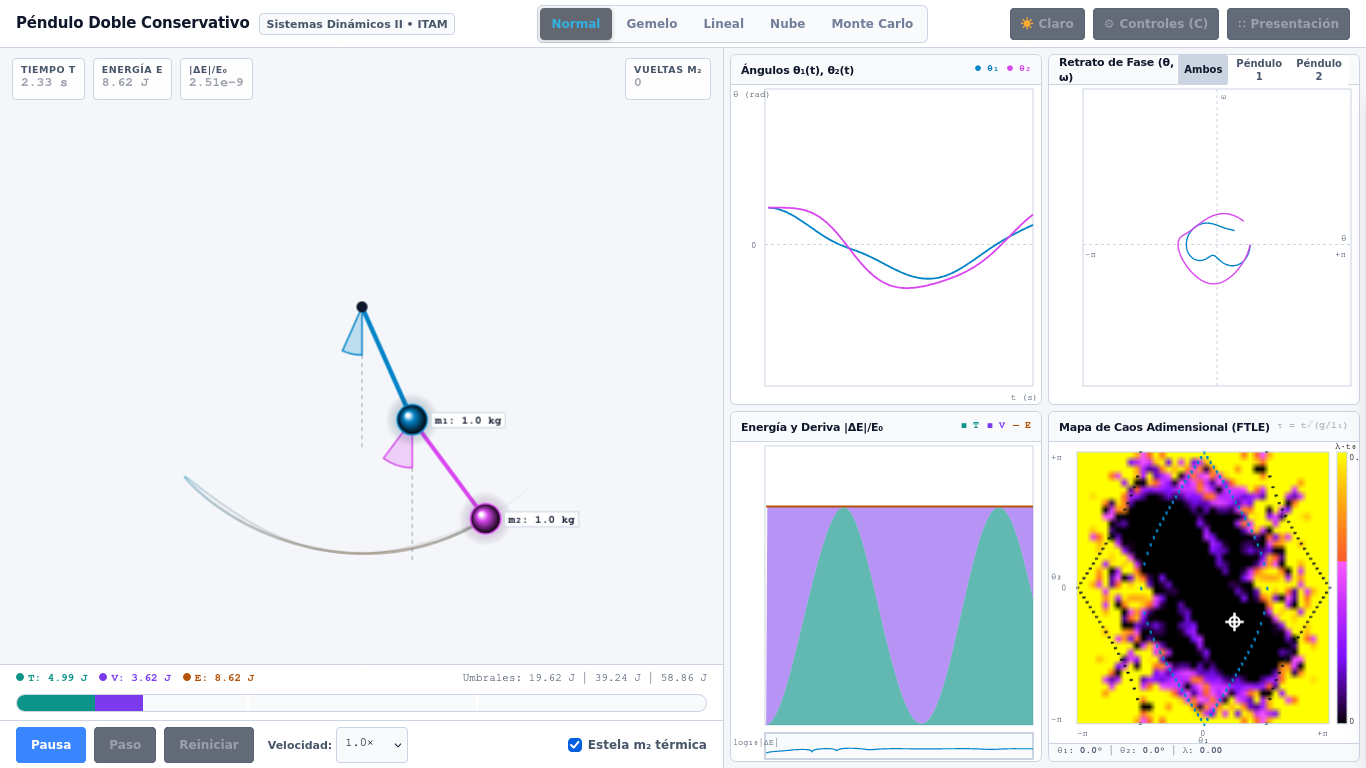 Péndulo Doble Conservativo
Sistemas Dinámicos II • ITAM
Normal
Gemelo
Lineal
Nube
Monte Carlo
☀️ Claro
⚙ Controles (C)
∷ Presentación
TIEMPO T
2.33 s
ENERGÍA E
8.62 J
|ΔE|/E₀
2.51e−9
VUELTAS M₂
0
m₁: 1.0 kg
m₂: 1.0 kg
T: 4.99 J
V: 3.62 J
E: 8.62 J
Umbrales: 19.62 J | 39.24 J | 58.86 J
Pausa
Paso
Reiniciar
Velocidad:
1.0×
Estela m₂ térmica
Ángulos θ₁(t), θ₂(t)
θ₁
θ₂
θ (rad)
0
t (s)
Retrato de Fase (θ, ω)
Ambos
Péndulo 1
Péndulo 2
ω
θ
−π
+π
Energía y Deriva |ΔE|/E₀
T
V
E
log₁₀|ΔE|
Mapa de Caos Adimensional (FTLE)
τ = t√(g/l₁)
λ·t₀
+π
0.
θ₂
0
−π
0
−π
0
+π
θ₁
θ₁: 0.0° | θ₂: 0.0° | λ: 0.00